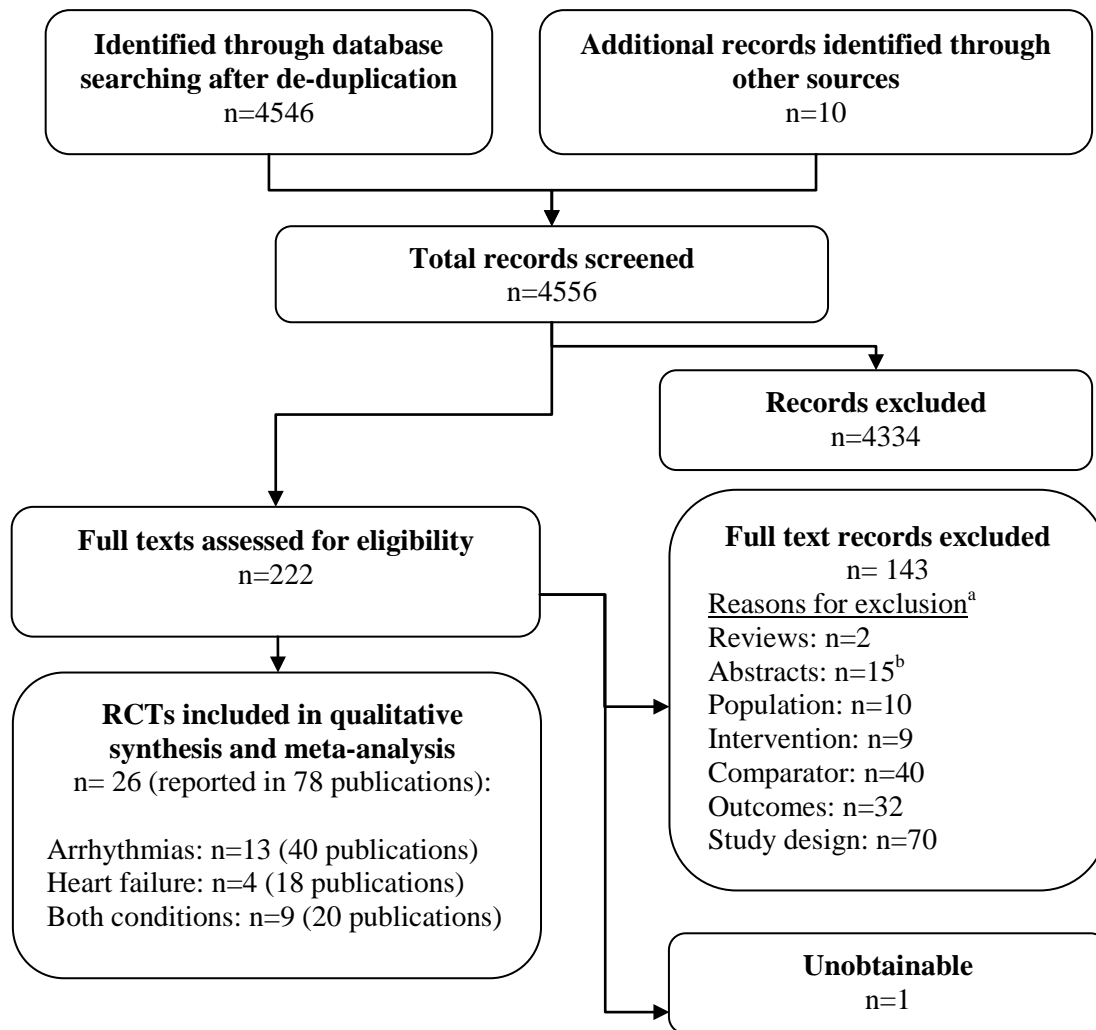 Identified through database
searching after de-duplication
n=4546
Additional records identified through
other sources
n=10
Total records screened
n=4556
Records excluded
n=4334
Full texts assessed for eligibility
n=222
Full text records excluded
n= 143
Reasons for exclusionᵃ
Reviews: n=2
Abstracts: n=15ᵇ
Population: n=10
Intervention: n=9
Comparator: n=40
Outcomes: n=32
Study design: n=70
RCTs included in qualitative
synthesis and meta-analysis
n= 26 (reported in 78 publications):
Arrhythmias: n=13 (40 publications)
Heart failure: n=4 (18 publications)
Both conditions: n=9 (20 publications)
Unobtainable
n=1